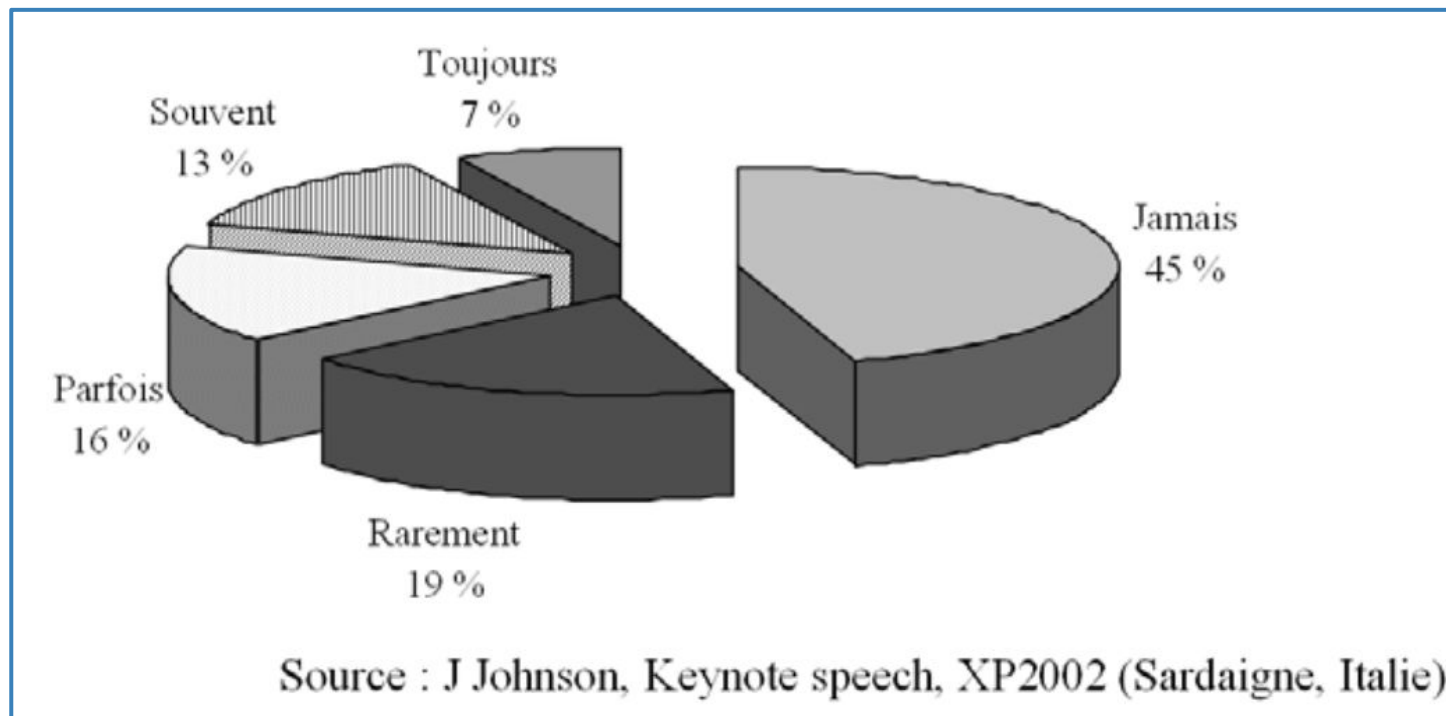 Toujours
7 %
Souvent
13 %
Jamais
45 %
Parfois
16 %
Rarement
19 %
Source : J Johnson, Keynote speech, XP2002 (Sardaigne, Italie)